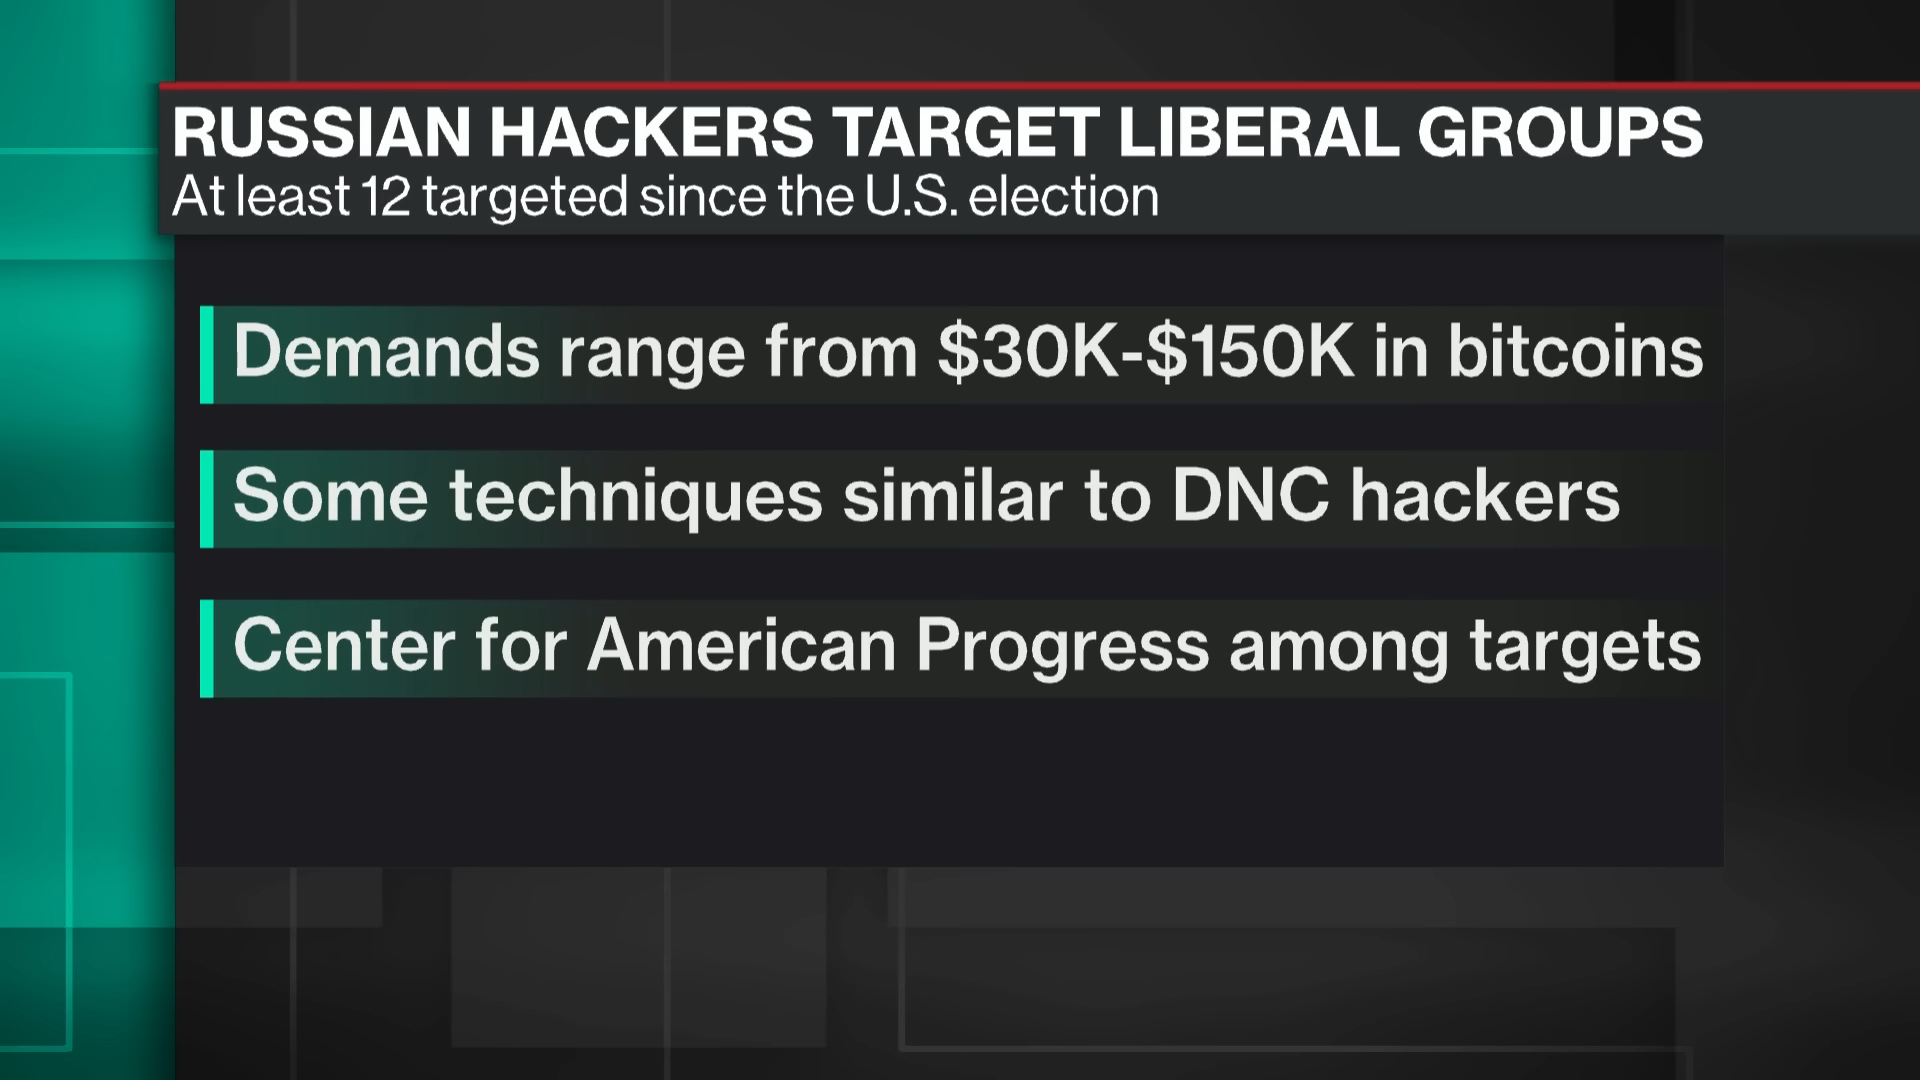 RUSSIAN HACKERS TARGET LIBERAL GROUPS
At least 12 targeted since the U.S. election
Demands range from $30K-$150K in bitcoins
Some techniques similar to DNC hackers
Center for American Progress among targets